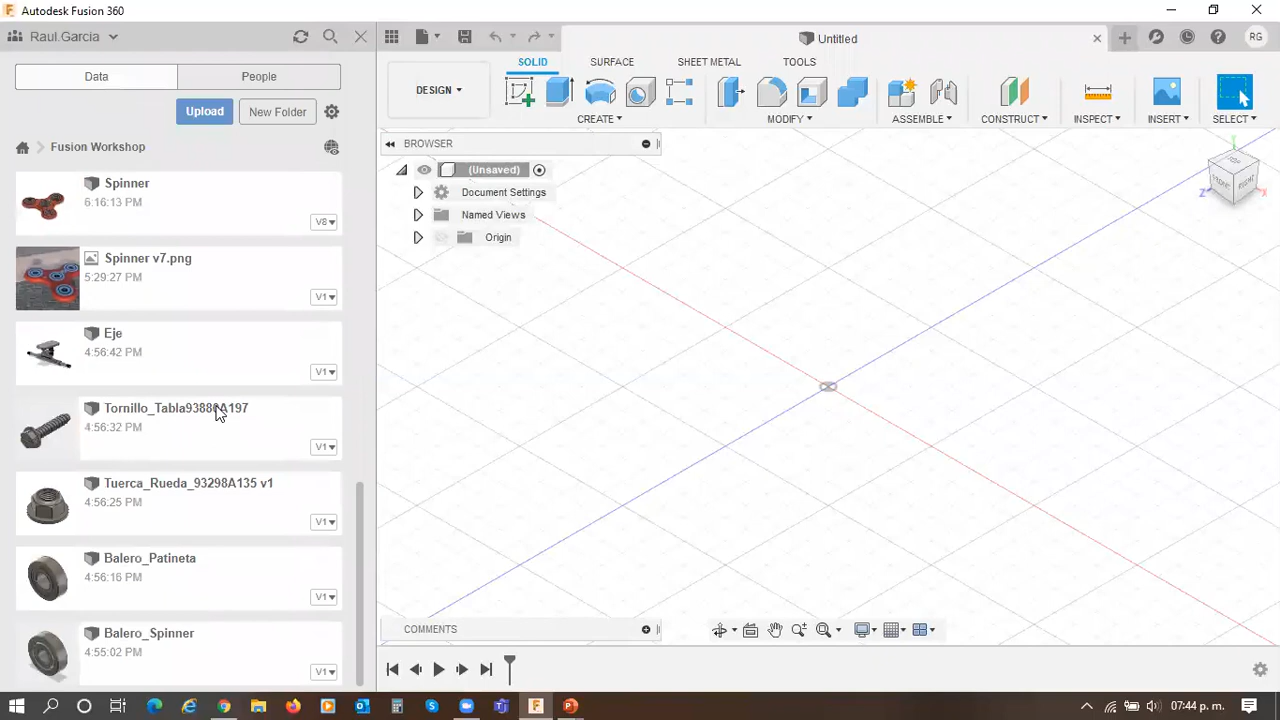 Autodesk Fusion 360
Raul.Garcia
Untitled
RG
Data
People
Upload
New Folder
Fusion Workshop
Spinner
6:16:13 PM
V8
Spinner v7.png
5:29:27 PM
V1
Eje
4:56:42 PM
V1
Tornillo_Tabla93880A197
4:56:32 PM
V1
Tuerca_Rueda_93298A135 v1
4:56:25 PM
V1
Balero_Patineta
4:56:16 PM
V1
Balero_Spinner
4:55:02 PM
V1
SOLID
SURFACE
SHEET METAL
TOOLS
DESIGN
CREATE
MODIFY
ASSEMBLE
CONSTRUCT
INSPECT
INSERT
SELECT
BROWSER
(Unsaved)
Document Settings
Named Views
Origin
TOP
FRONT
RIGHT
Z
X
Y
COMMENTS
07:44 p. m.